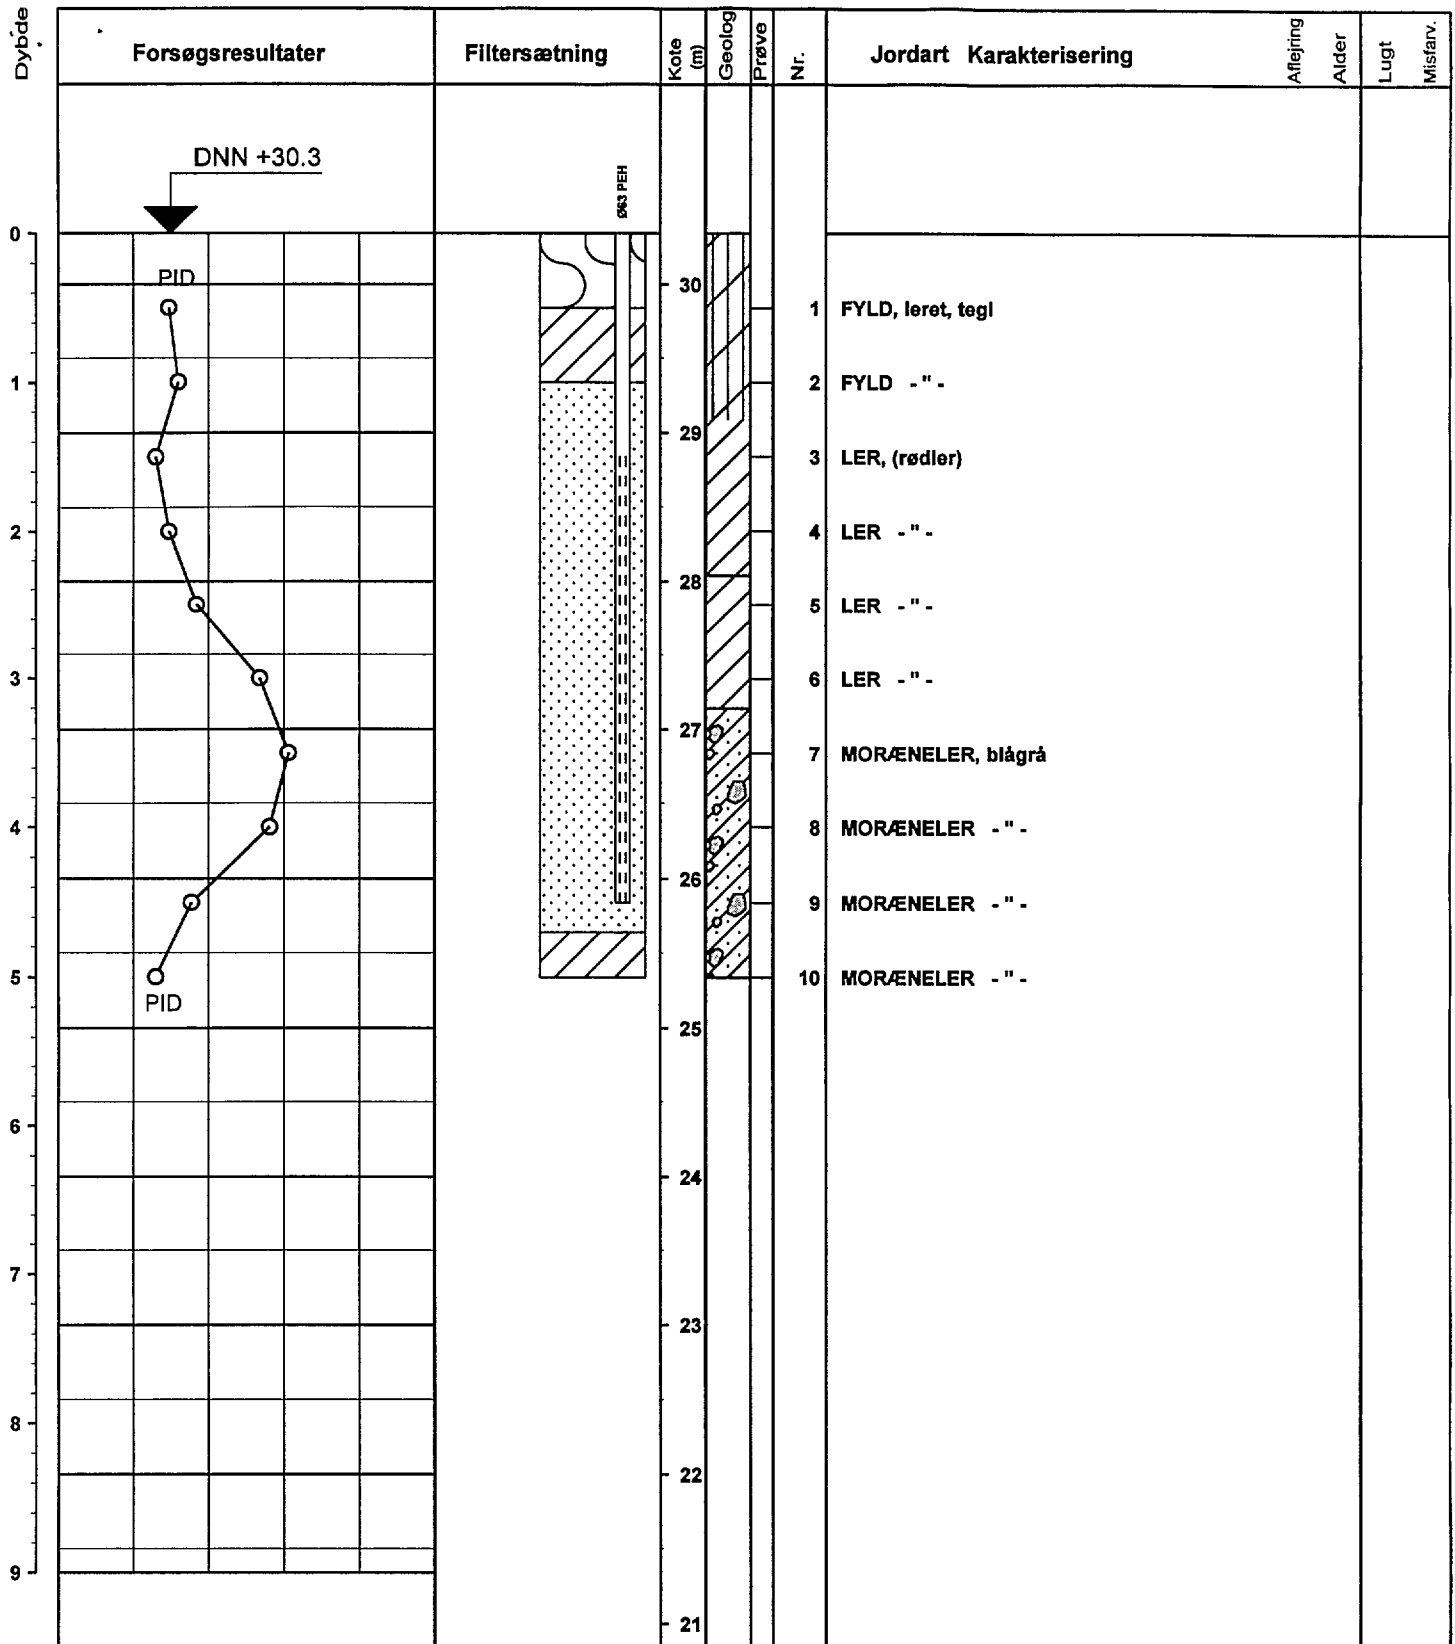 Dybde
Forsøgsresultater
Filtersætning
Kote (m)
Geologi
Prøve
Nr.
Jordart Karakterisering
Aflejring
Alder
Lugt
Misfarv.
DNN +30.3
Ø63 PEH
0
PID
30
1 FYLD, leret, tegl
1
2 FYLD - " -
29
3 LER, (rødler)
2
4 LER - " -
28
5 LER - " -
3
6 LER - " -
27
7 MORÆNELER, blågrå
4
8 MORÆNELER - " -
26
9 MORÆNELER - " -
5
10 MORÆNELER - " -
PID
25
6
24
7
23
8
22
9
21